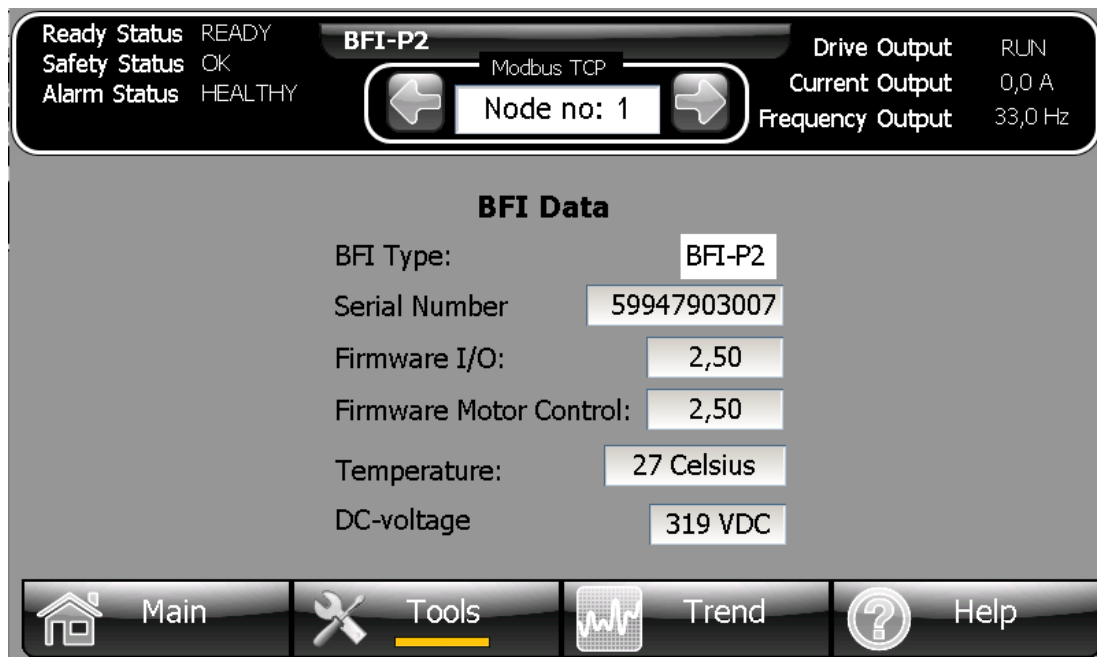 Ready Status READY
Safety Status OK
Alarm Status HEALTHY
BFI-P2
Modbus TCP
Node no: 1
Drive Output RUN
Current Output 0,0 A
Frequency Output 33,0 Hz
BFI Data
BFI Type: BFI-P2
Serial Number 59947903007
Firmware I/O: 2,50
Firmware Motor Control: 2,50
Temperature: 27 Celsius
DC-voltage 319 VDC
Main Tools Trend Help